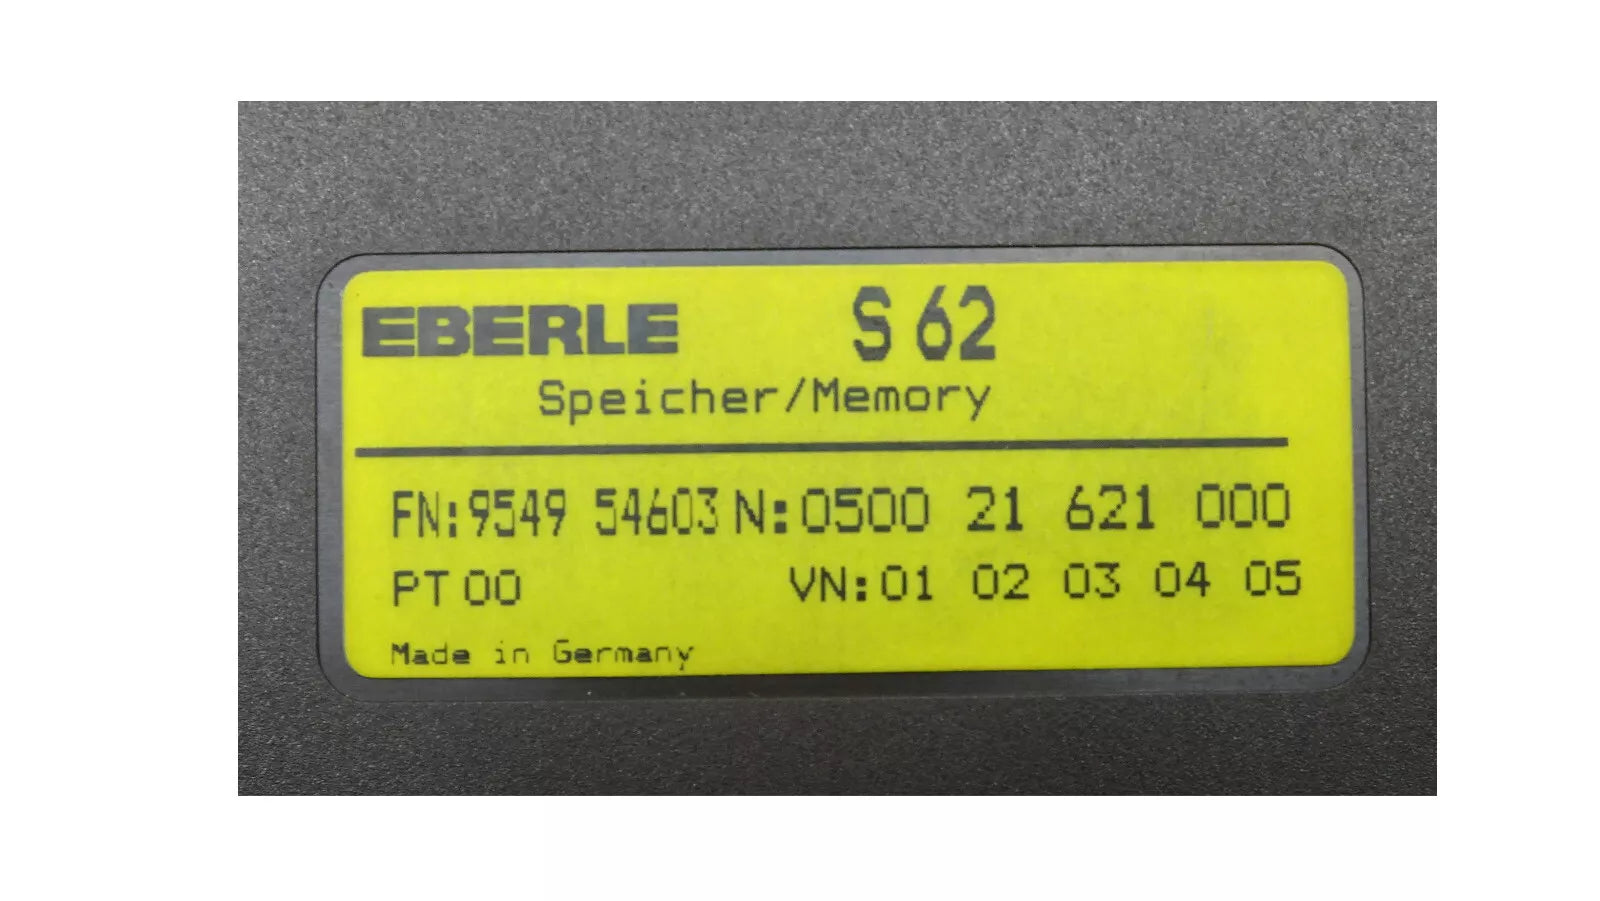 EBERLE S 62
Speicher/Memory
FN:9549 54603 N:0500 21 621 000
PT 00 VN:01 02 03 04 05
Made in Germany